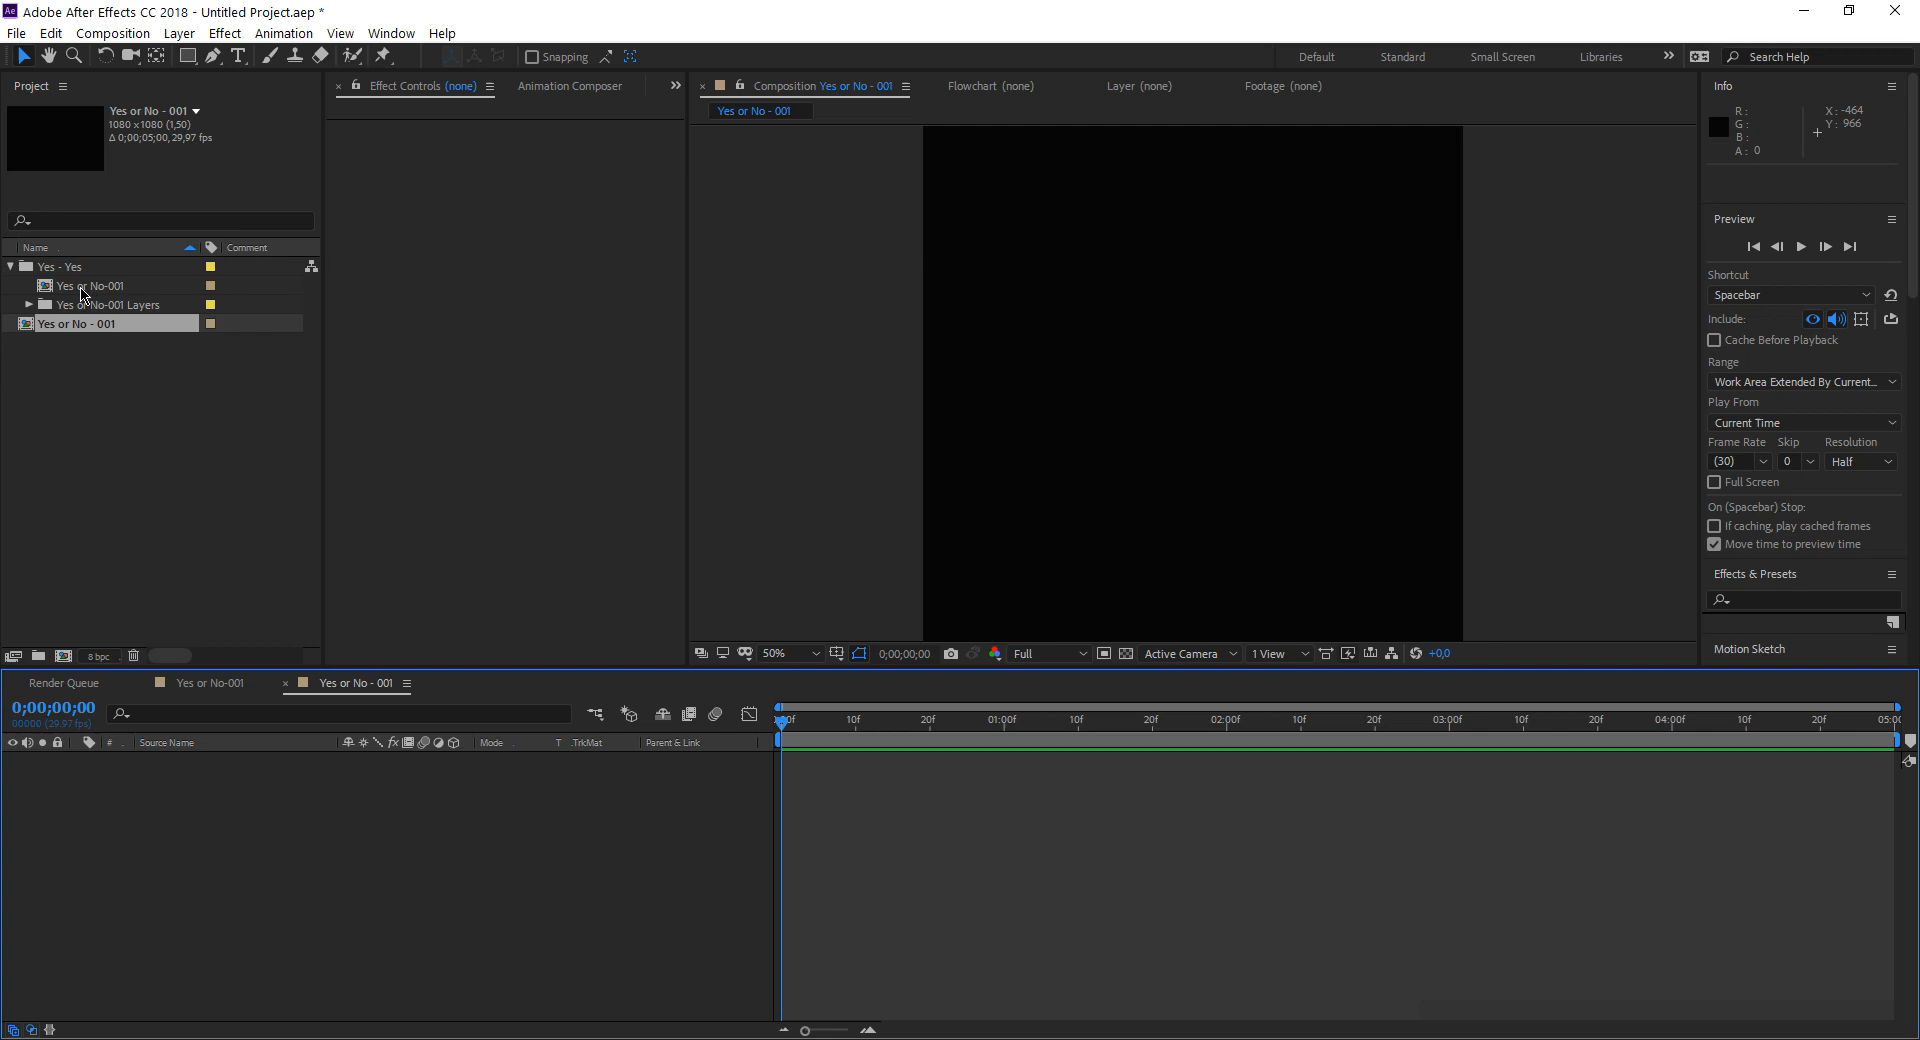 Adobe After Effects CC 2018 - Untitled Project.aep *
File Edit Composition Layer Effect Animation View Window Help
Snapping Default Standard Small Screen Libraries Search Help
Project
Yes or No - 001
1080 x 1080 (1,50)
Δ 0;00;05;00, 29,97 fps
Name Comment
Yes - Yes
Yes or No-001
Yes or No-001 Layers
Yes or No - 001
8 bpc
Effect Controls (none) Animation Composer
Composition Yes or No - 001 Flowchart (none) Layer (none) Footage (none)
Yes or No - 001
50% 0;00;00;00 Full Active Camera 1 View +0,0
Info
R: X: -464
G: Y: 966
B:
A: 0
Preview
Shortcut
Spacebar
Include:
Cache Before Playback
Range
Work Area Extended By Current...
Play From
Current Time
Frame Rate Skip Resolution
(30) 0 Half
Full Screen
On (Spacebar) Stop:
If caching, play cached frames
Move time to preview time
Effects & Presets
Motion Sketch
Render Queue Yes or No-001 Yes or No - 001
0;00;00;00
00000 (29.97 fps)
10f 20f 01:00f 10f 20f 02:00f 10f 20f 03:00f 10f 20f 04:00f 10f 20f
# Source Name fx Mode T .TrkMat Parent & Link